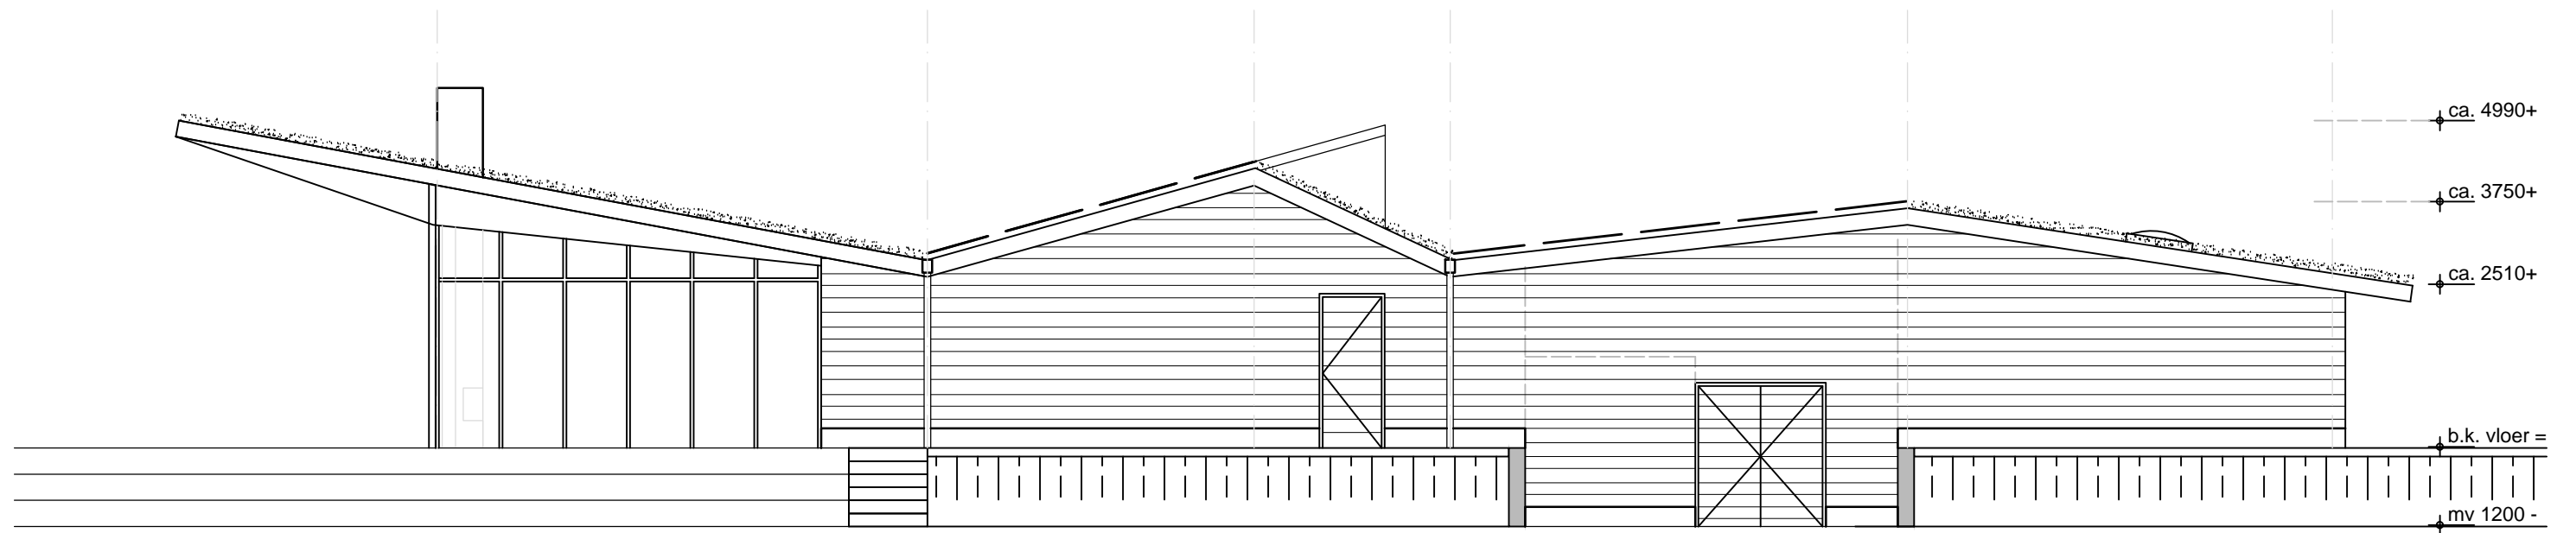 ca. 4990+
ca. 3750+
ca. 2510+
b.k. vloer =
mv 1200 -